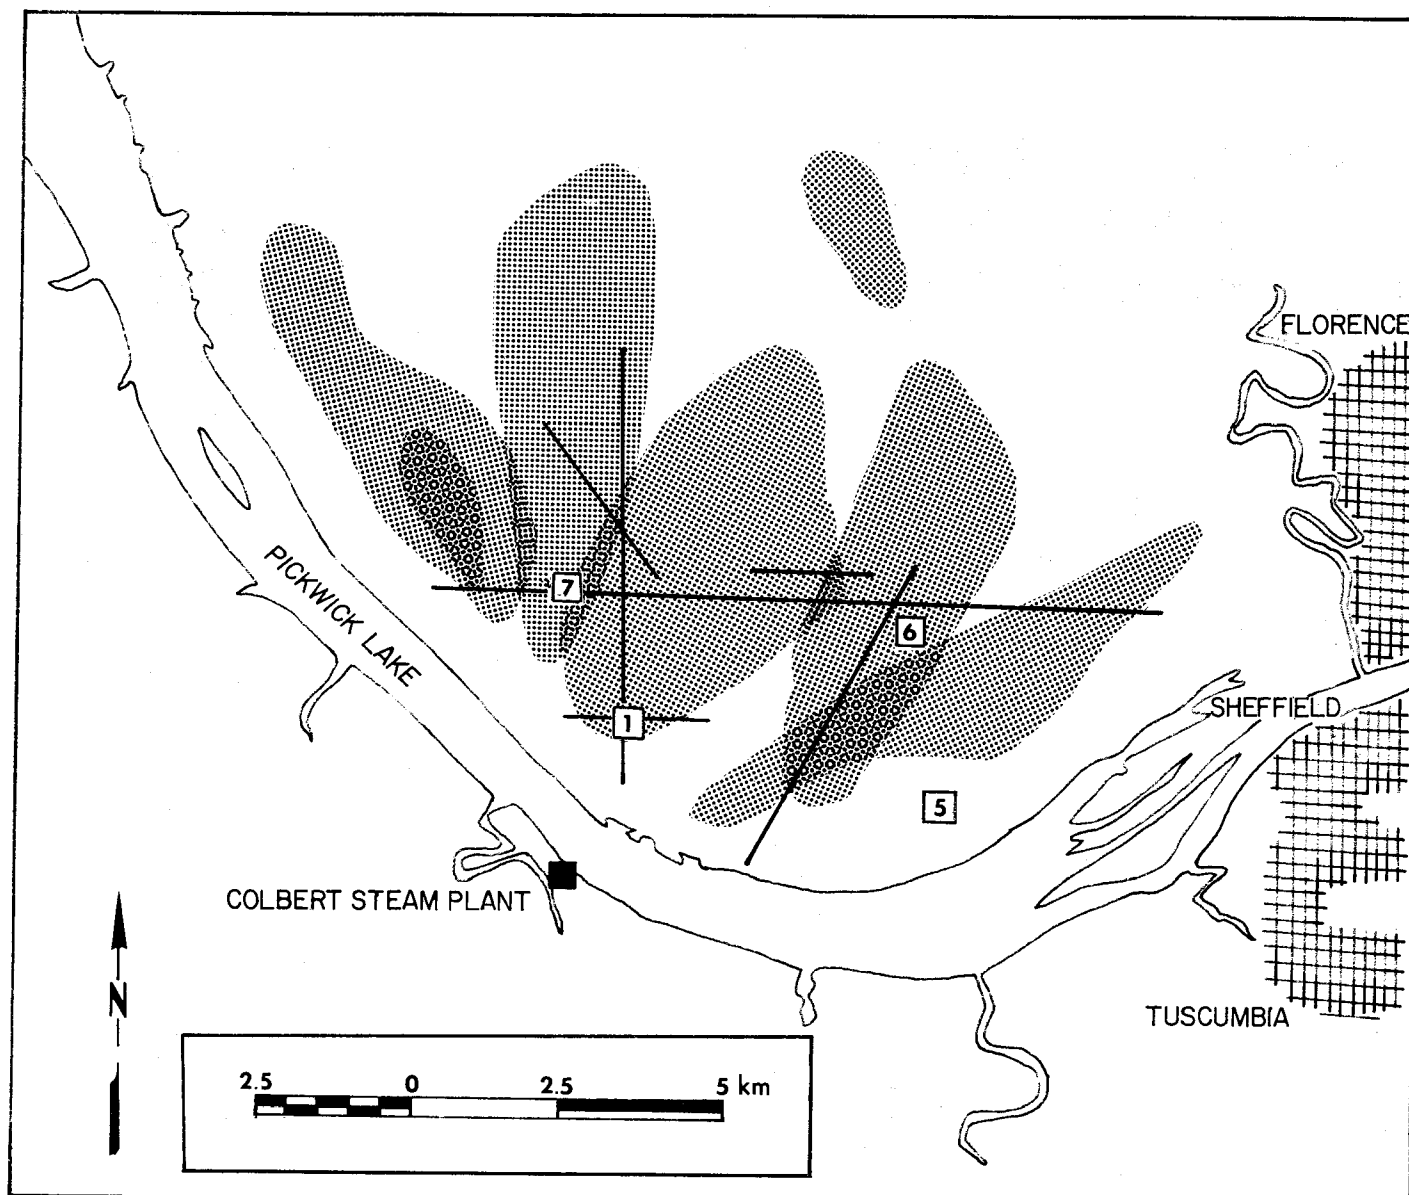 FLORENCE
PICKWICK LAKE
7
6
1
SHEFFIELD
5
COLBERT STEAM PLANT
N
TUSCUMBIA
2.5 0 2.5 5 km